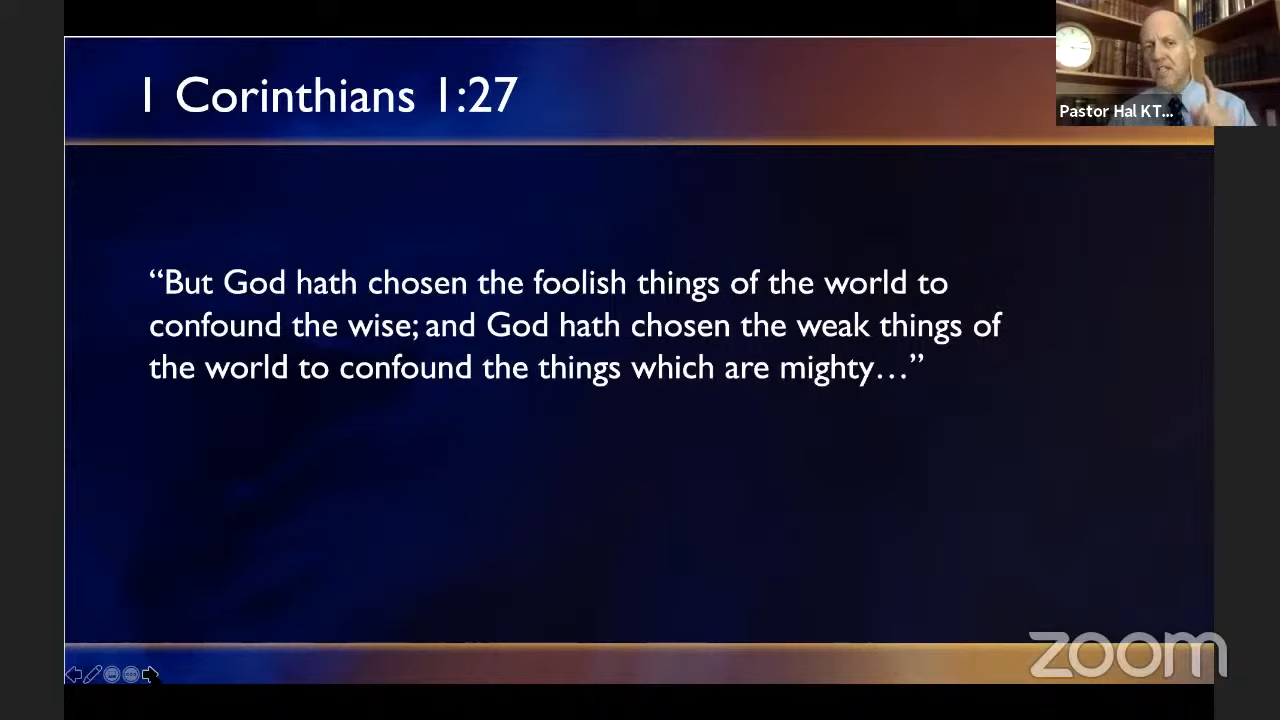 1 Corinthians 1:27
Pastor Hal KT...
“But God hath chosen the foolish things of the world to
confound the wise; and God hath chosen the weak things of
the world to confound the things which are mighty…”
zoom